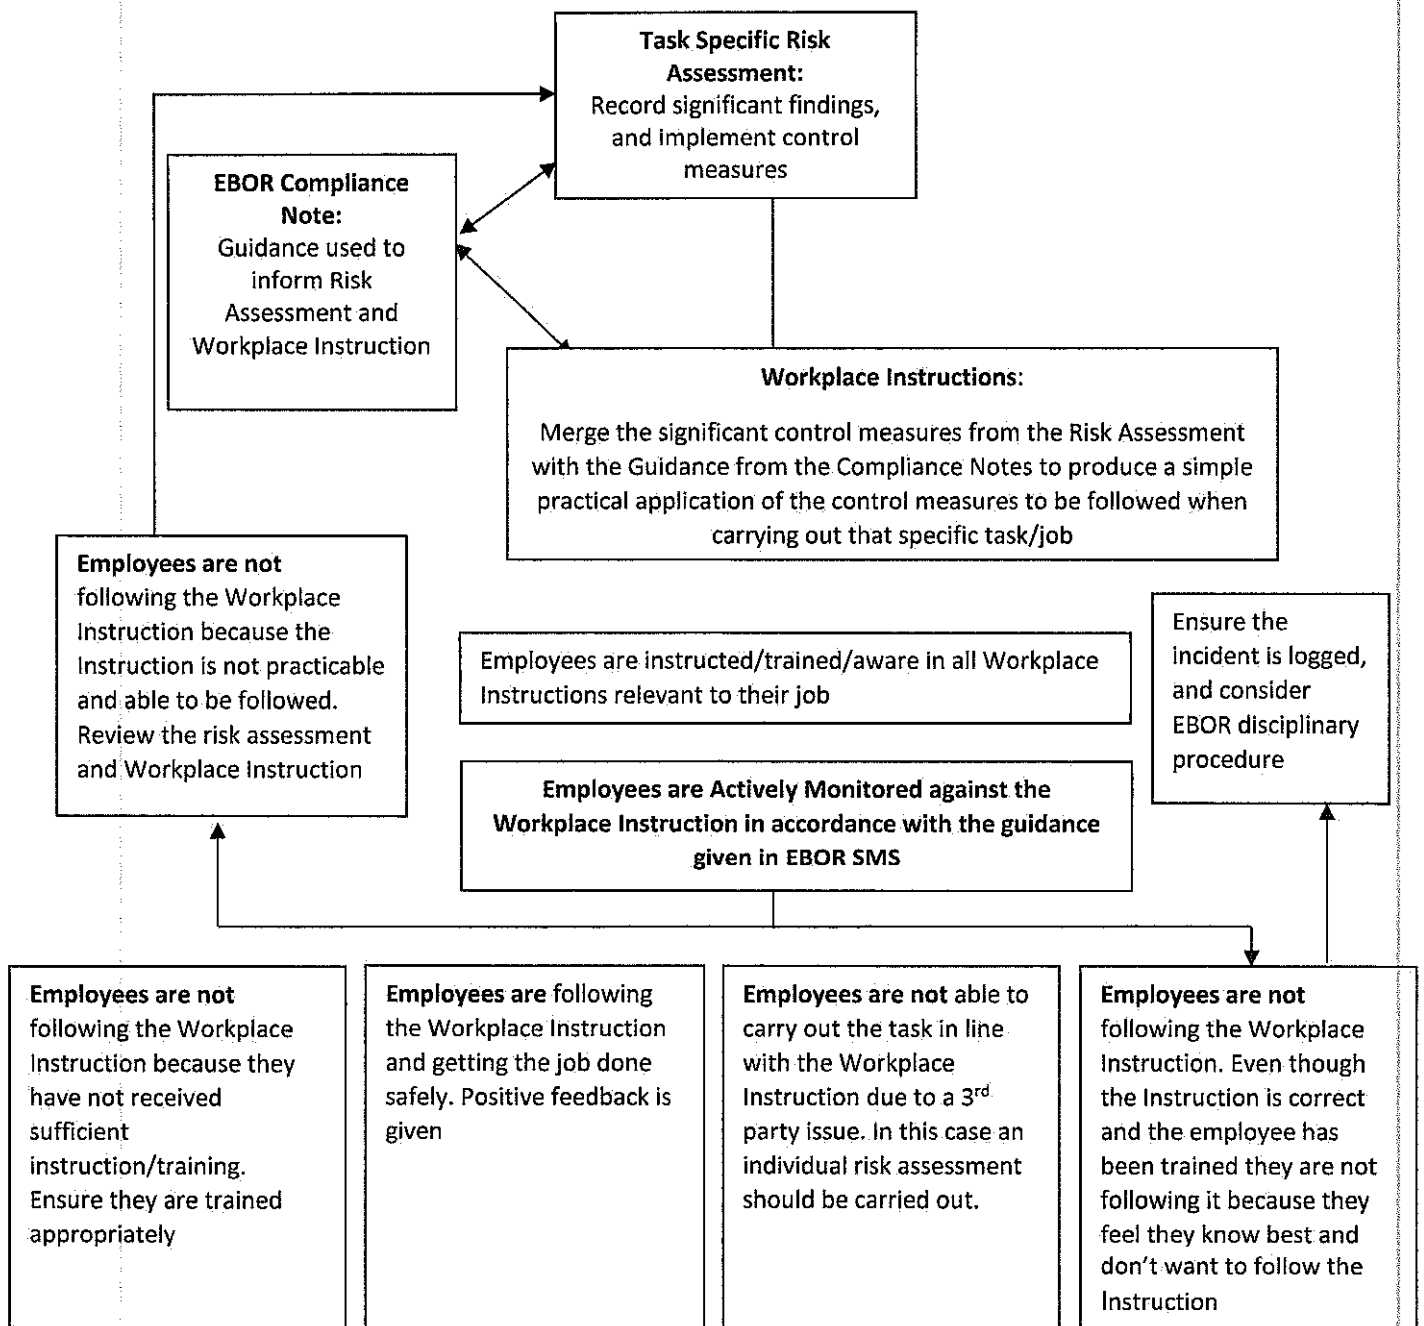 Task Specific Risk
Assessment:
Record significant findings,
and implement control
measures
EBOR Compliance
Note:
Guidance used to
inform Risk
Assessment and
Workplace Instruction
Workplace Instructions:
Merge the significant control measures from the Risk Assessment
with the Guidance from the Compliance Notes to produce a simple
practical application of the control measures to be followed when
carrying out that specific task/job
Employees are not
following the Workplace
Instruction because the
Instruction is not practicable
and able to be followed.
Review the risk assessment
and Workplace Instruction
Employees are instructed/trained/aware in all Workplace
Instructions relevant to their job
Ensure the
incident is logged,
and consider
EBOR disciplinary
procedure
Employees are Actively Monitored against the
Workplace Instruction in accordance with the guidance
given in EBOR SMS
Employees are not
following the Workplace
Instruction because they
have not received
sufficient
instruction/training.
Ensure they are trained
appropriately
Employees are following
the Workplace Instruction
and getting the job done
safely. Positive feedback is
given
Employees are not able to
carry out the task in line
with the Workplace
Instruction due to a 3rd
party issue. In this case an
individual risk assessment
should be carried out.
Employees are not
following the Workplace
Instruction. Even though
the Instruction is correct
and the employee has
been trained they are not
following it because they
feel they know best and
don't want to follow the
Instruction